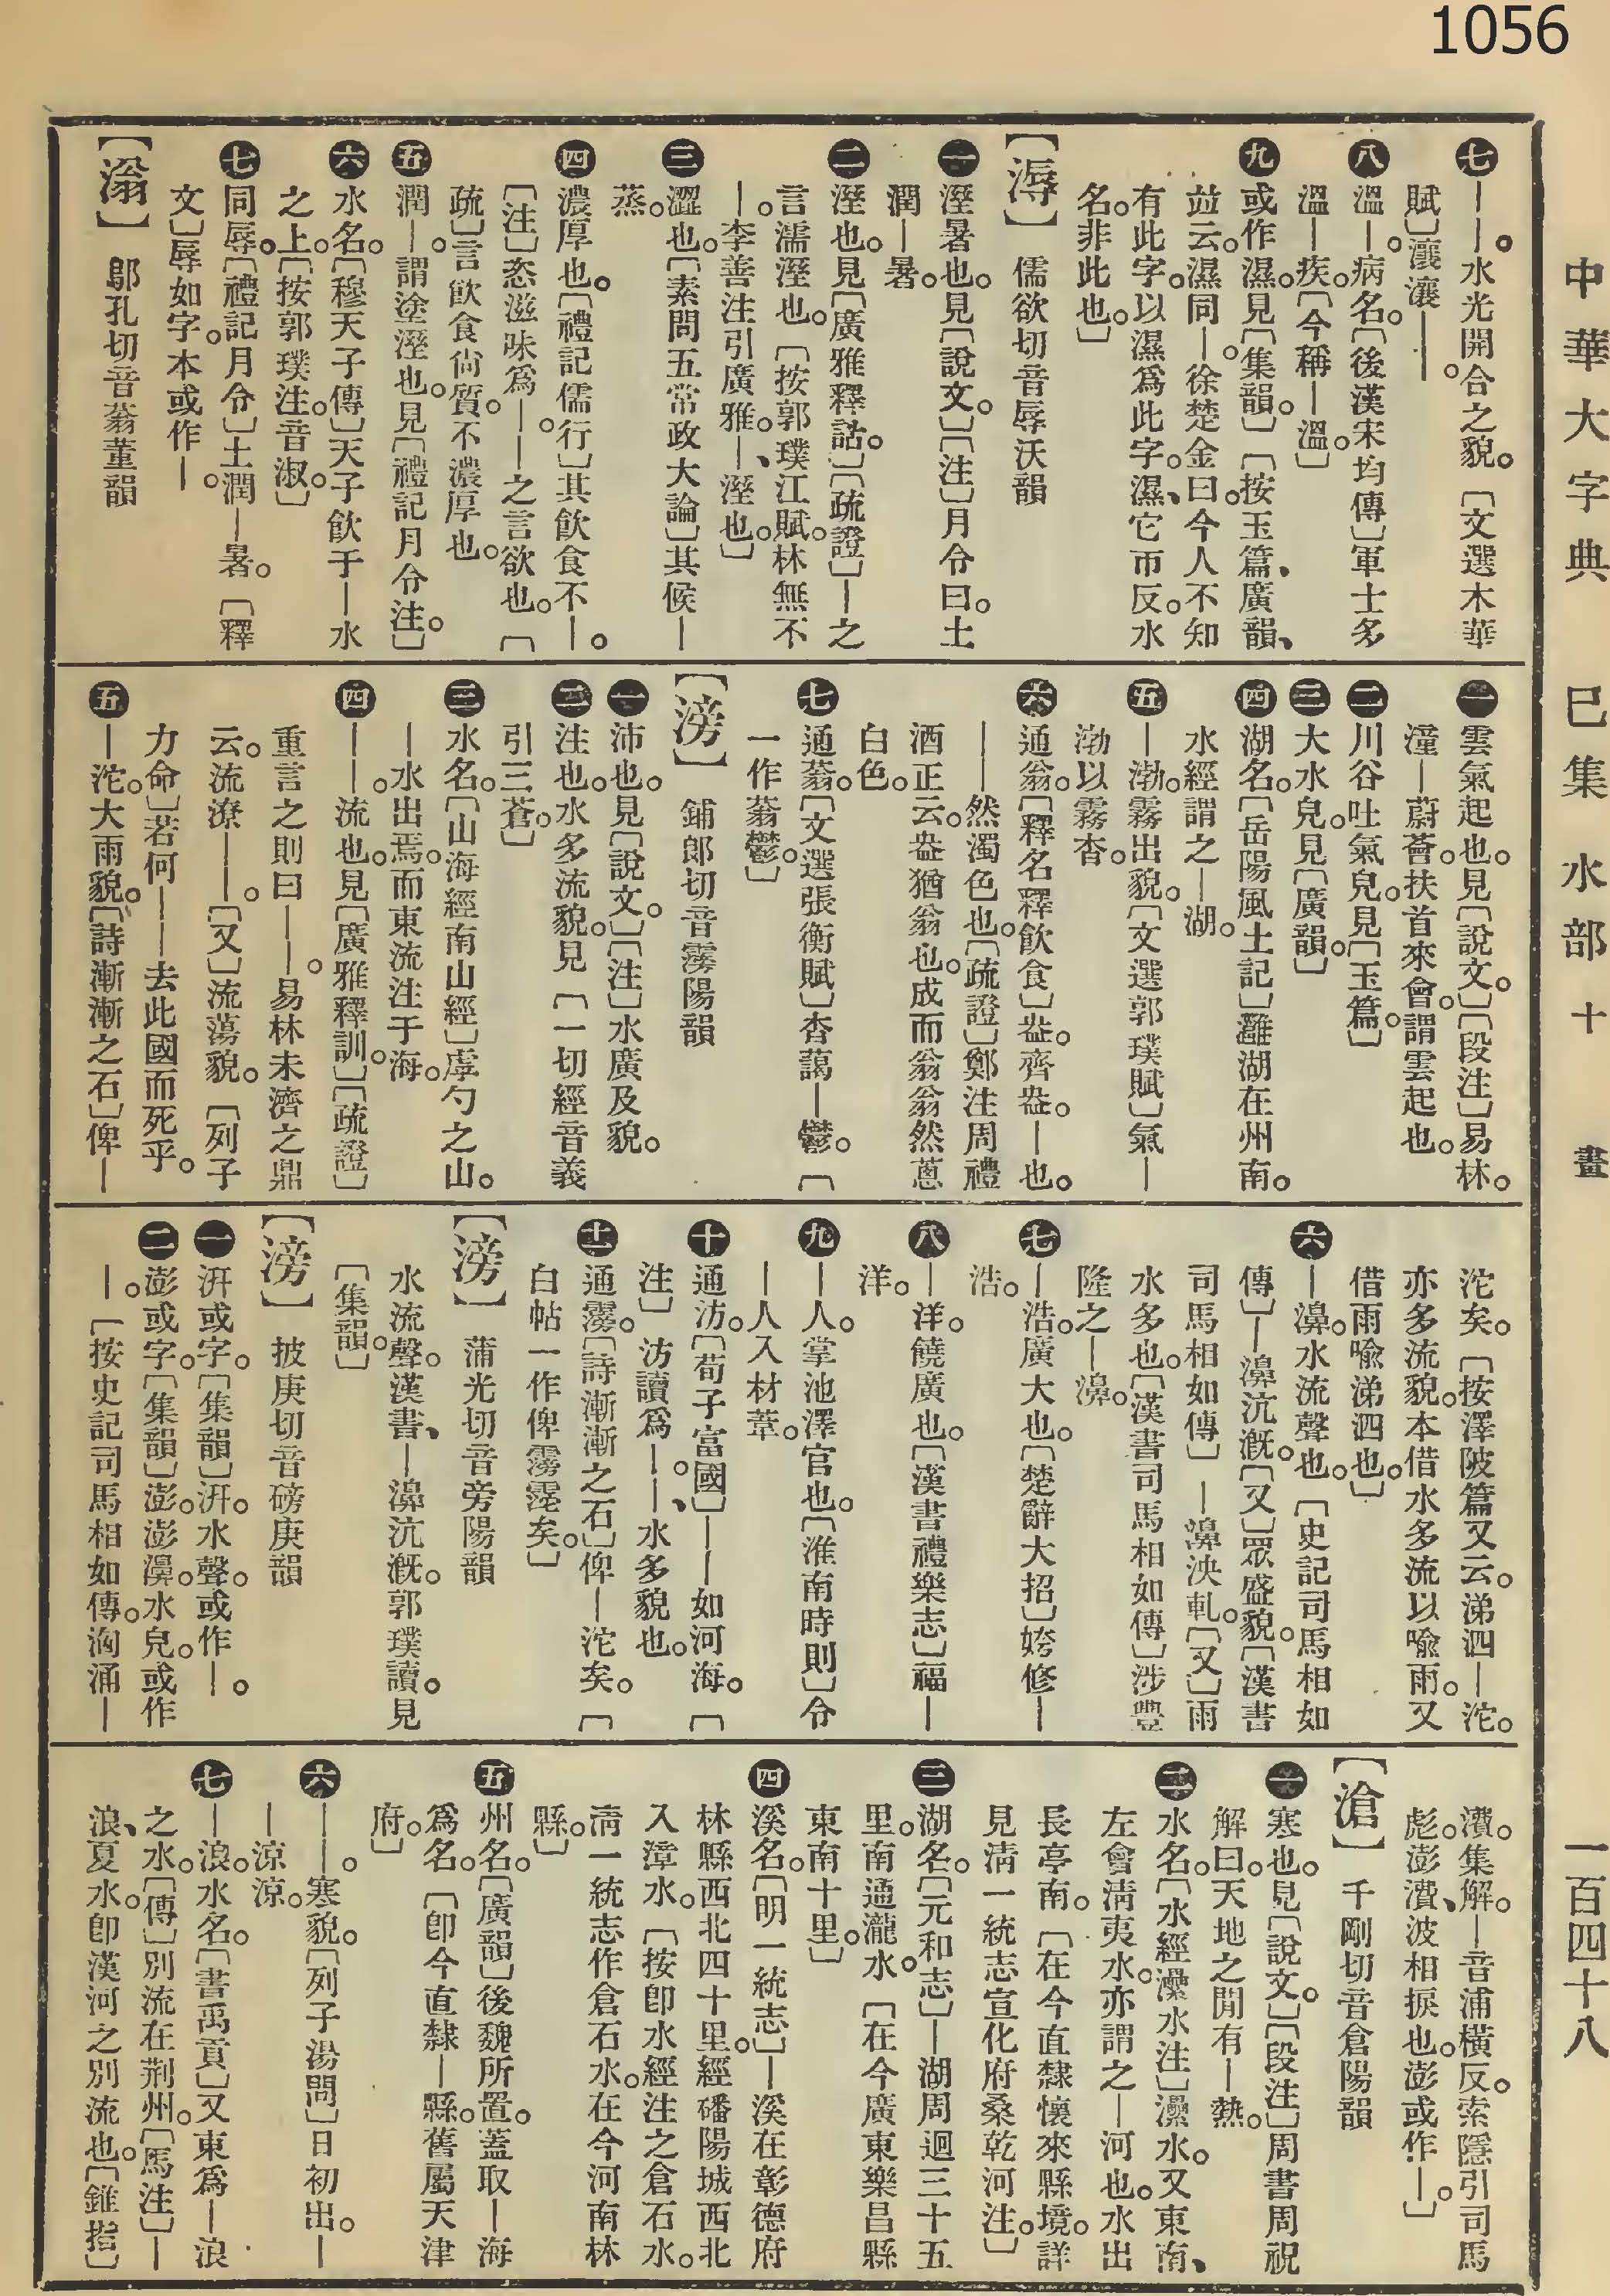 1056
中華大字典 巳集 水部 十畫 一百四十八
七 ——。水光開合之貌。〔文選木華
賦〕瀼瀼——。
八 溫—。病名。〔後漢宋均傳〕軍士多
溫—疾。〔今稱—溫。〕
九 或作濕。見〔集韻。〕〔按玉篇、廣韻、
竝云。濕同—。徐楚金曰。今人不知
有此字。以濕爲此字。濕、它帀反。水
名。非此也。〕
【溽】 儒欲切音辱沃韻
一 溼暑也。見〔說文。〕〔注〕月令曰。土
潤—暑。
二 溼也。見〔廣雅釋詁。〕〔疏證〕—之
言濡溼也。〔按郭璞江賦。林無不
—。李善注引廣雅。—、溼也。〕
三 澀也。〔素問五常政大論〕其候—
蒸。
四 濃厚也。〔禮記儒行〕其飮食不—。
〔注〕恣滋味爲—。—之言欲也。〔
疏〕言飮食尙質。不濃厚也。
五 潤—。謂塗溼也。見〔禮記月令注。〕
六 水名。〔穆天子傳〕天子飮于—水
之上。〔按郭璞注。音淑。〕
七 同辱。〔禮記月令〕土潤—暑。〔釋
文〕辱如字。本或作—。
【滃】 鄔孔切音蓊董韻
一 雲氣起也。見〔說文。〕〔段注〕易林。
潼—蔚薈。扶首來會。謂雲起也。
二 川谷吐氣皃。見〔玉篇。〕
三 大水皃。見〔廣韻。〕
四 湖名。〔岳陽風土記〕灉湖在州南。
水經謂之—湖。
五 —渤。霧出貌。〔文選郭璞賦〕氣—
渤以霧杳。
六 通翁。〔釋名釋飮食〕盎。齊盎。—也。
——然濁色也。〔疏證〕鄭注周禮
酒正云。盎猶翁也。成而翁翁然蔥
白色。
七 通蓊。〔文選張衡賦〕杳藹—鬱。〔
一作蓊鬱。〕
【滂】 鋪郎切音雱陽韻
一 沛也。見〔說文。〕〔注〕水廣及貌。
二 注也。水多流貌。見〔一切經音義
引三蒼。〕
三 水名。〔山海經南山經〕虖勺之山。
—水出焉。而東流注于海。
四 ——。流也。見〔廣雅釋訓。〕〔疏證〕
重言之則曰——。易林未濟之鼎
云。流潦——。〔又〕流蕩貌。〔列子
力命〕若何——去此國而死乎。
五 —沱。大雨貌。〔詩漸漸之石〕俾—
沱矣。〔按澤陂篇又云。涕泗—沱。
亦多流貌。本借水多流以喩雨。又
借雨喩涕泗也。〕
六 —濞。水流聲也。〔史記司馬相如
傳〕—濞沆漑。〔又〕眾盛貌。〔漢書
司馬相如傳〕—濞泱軋。〔又〕雨
水多也。〔漢書司馬相如傳〕涉豐
隆之—濞。
七 —浩。廣大也。〔楚辭大招〕姱修—
浩。
八 —洋。饒廣也。〔漢書禮樂志〕福—
洋。
九 —人。掌池澤官也。〔淮南時則〕令
—人入材葦。
十 通汸。〔荀子富國〕——如河海。〔
注〕汸讀爲—。—、水多貌也。
十一 通雱。〔詩漸漸之石〕俾—沱矣。〔
白帖一作俾霶霮矣。〕
【滂】 蒲光切音旁陽韻
水流聲。漢書、—濞沆漑。郭璞讀。見
〔集韻。〕
【滂】 披庚切音磅庚韻
一 汧或字。〔集韻〕汧。水聲。或作—。
二 澎或字。〔集韻〕澎。澎濞。水皃。或作
—。〔按史記司馬相如傳。洶涌—
濆。集解。—音浦橫反。索隱引司馬
彪。澎濆、波相捩也。澎或作—。〕
【滄】 千剛切音倉陽韻
一 寒也。見〔說文。〕〔段注〕周書周祝
解曰。天地之閒有—熱。
二 水名。〔水經㶟水注〕㶟水。又東南、
左會淸夷水。亦謂之—河也。水出
長亭南。〔在今直隸懷來縣境。詳
見淸一統志宣化府桑乾河注。〕
三 湖名。〔元和志〕—湖周迴三十五
里。南通瀧水。〔在今廣東樂昌縣
東南十里。〕
四 溪名。〔明一統志〕—溪在彰德府
林縣西北四十里。經磻陽城西北
入漳水。〔按卽水經注之倉石水。
淸一統志作倉石水。在今河南林
縣。〕
五 州名。〔廣韻〕後魏所置。蓋取—海
爲名。〔卽今直隸—縣。舊屬天津
府。〕
六 ——。寒貌。〔列子湯問〕日初出。—
—涼涼。
七 —浪。水名。〔書禹貢〕又東爲—浪
之水。〔傳〕別流在荆州。〔馬注〕—
浪、夏水。卽漢河之別流也。〔錐指〕